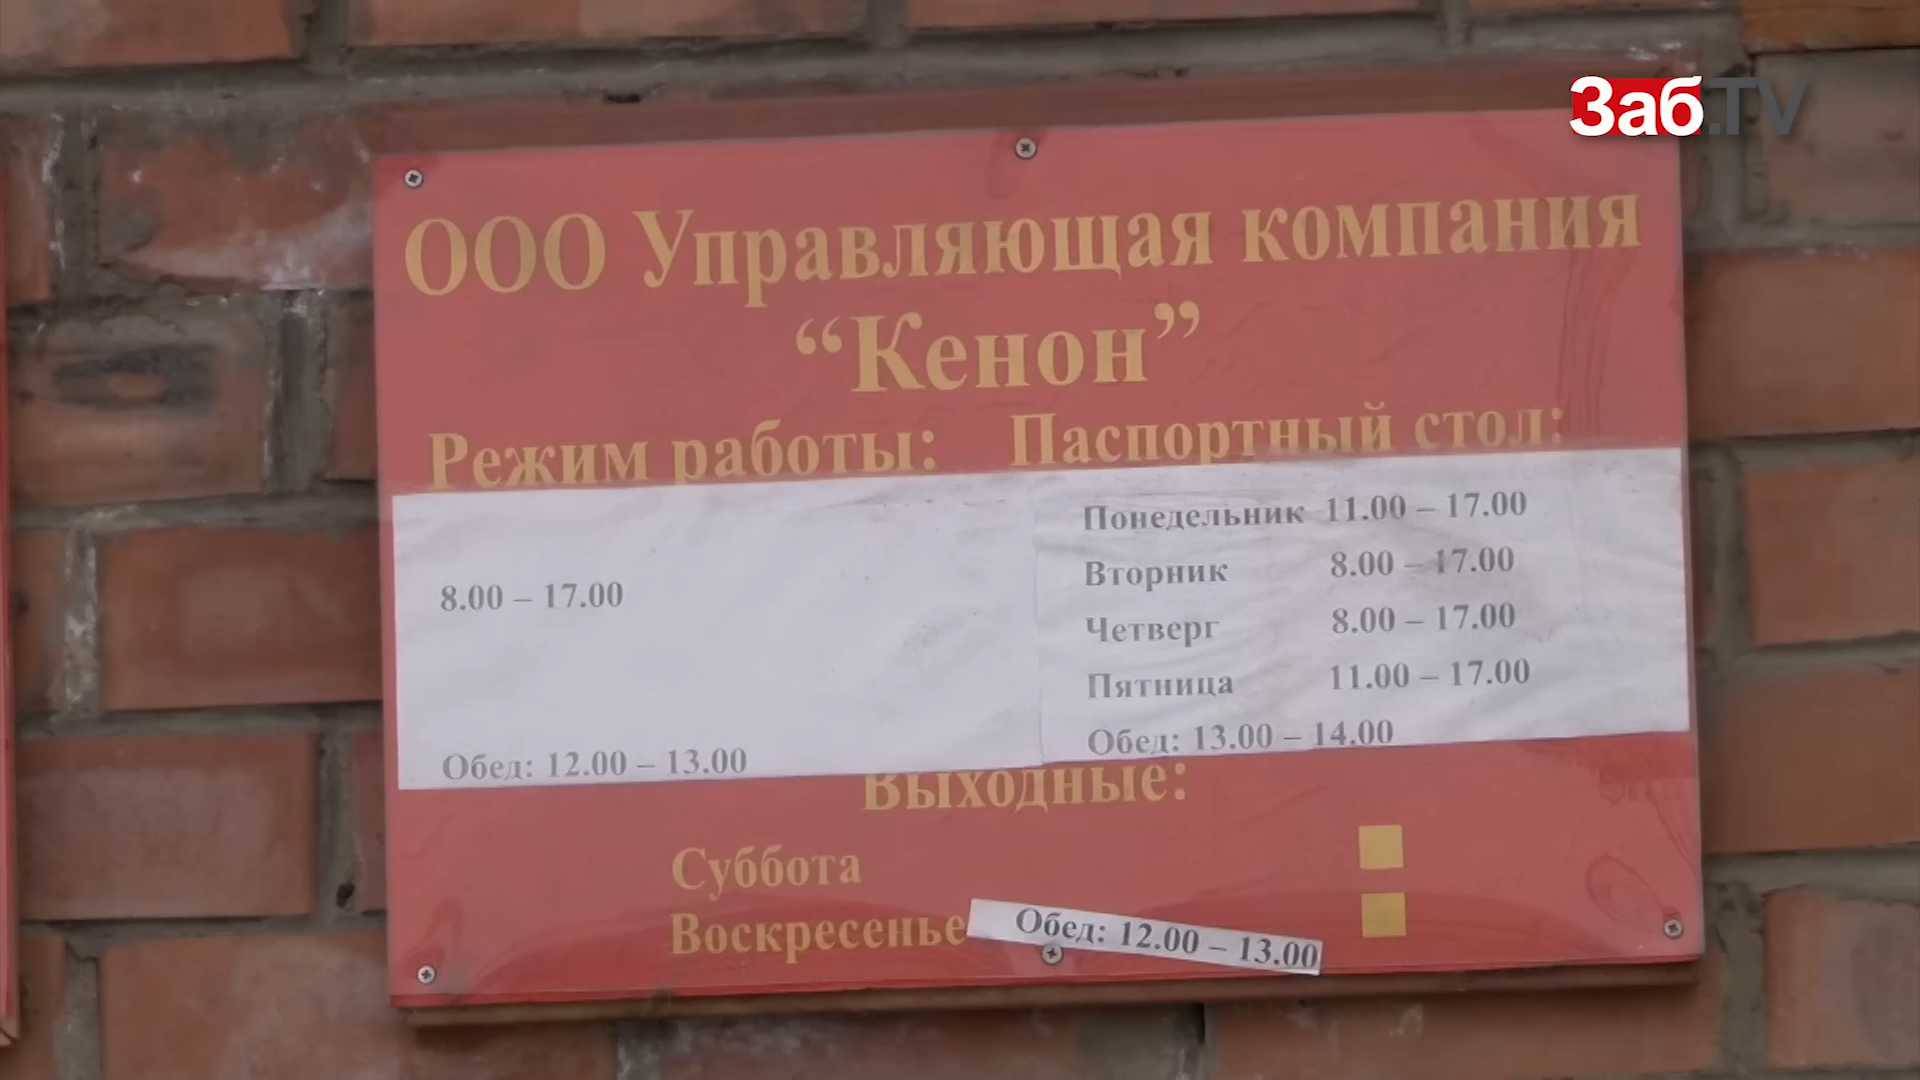 Заб.TV
ООО Управляющая компания
“Кенон”
Режим работы: Паспортный стол:
8.00 – 17.00
Обед: 12.00 – 13.00
Понедельник 11.00 – 17.00
Вторник 8.00 – 17.00
Четверг 8.00 – 17.00
Пятница 11.00 – 17.00
Обед: 13.00 – 14.00
Выходные:
Суббота
Воскресенье
Обед: 12.00 – 13.00